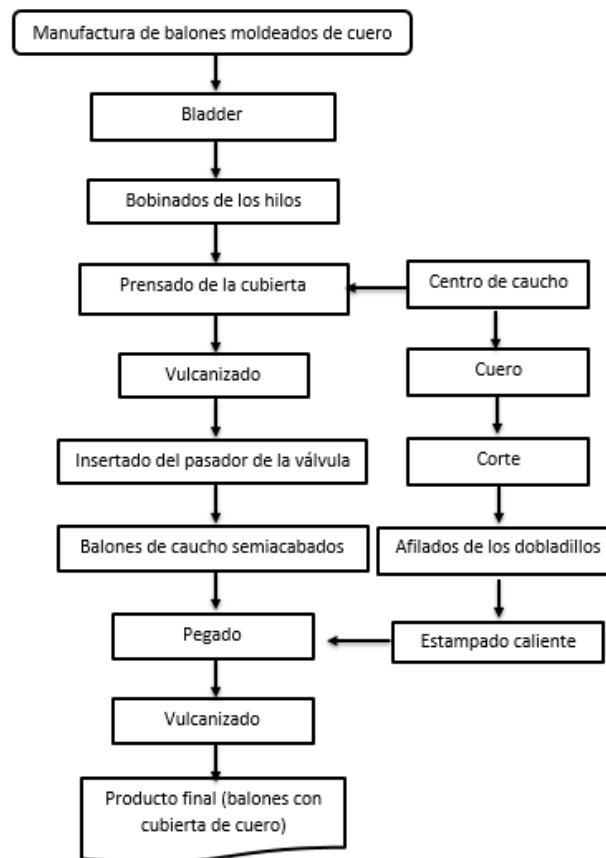 Manufactura de balones moldeados de cuero
Bladder
Bobinados de los hilos
Prensado de la cubierta
Centro de caucho
Vulcanizado
Cuero
Insertado del pasador de la válvula
Corte
Balones de caucho semiacabados
Afilados de los dobladillos
Pegado
Estampado caliente
Vulcanizado
Producto final (balones con
cubierta de cuero)